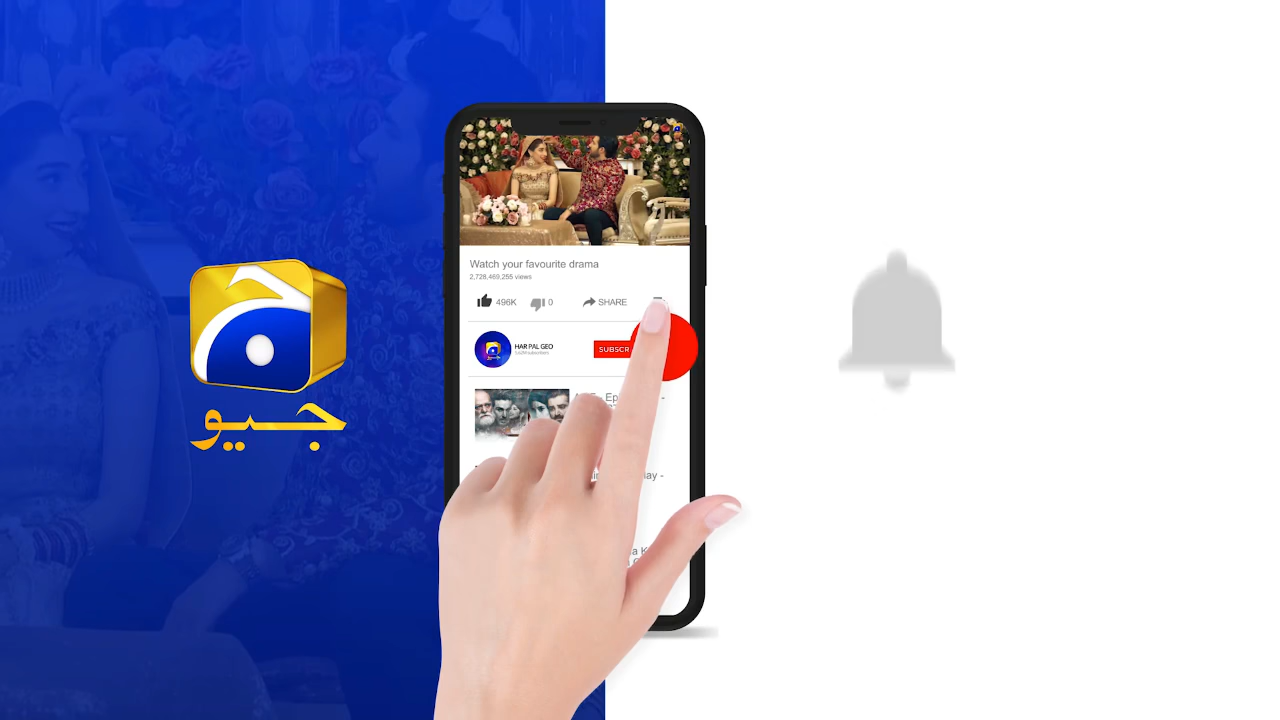 جیو
Watch your favourite drama
2,728,469,255 views
496K
0
SHARE
HAR PAL GEO
SUBSCR